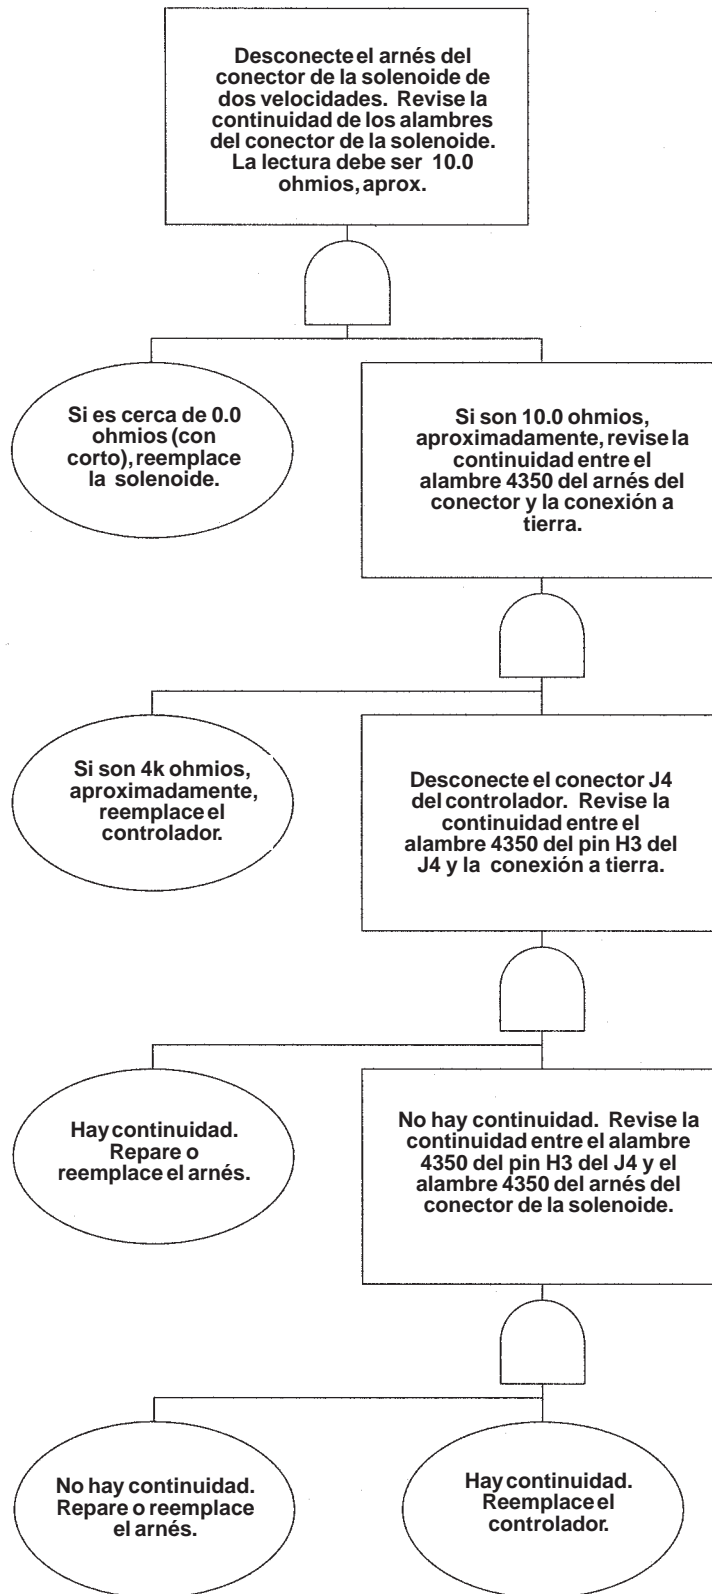 Desconecte el arnés del
conector de la solenoide de
dos velocidades. Revise la
continuidad de los alambres
del conector de la solenoide.
La lectura debe ser 10.0
ohmios, aprox.
Si es cerca de 0.0
ohmios (con
corto), reemplace
la solenoide.
Si son 10.0 ohmios,
aproximadamente, revise la
continuidad entre el
alambre 4350 del arnés del
conector y la conexión a
tierra.
Si son 4k ohmios,
aproximadamente,
reemplace el
controlador.
Desconecte el conector J4
del controlador. Revise la
continuidad entre el
alambre 4350 del pin H3 del
J4 y la conexión a tierra.
Hay continuidad.
Repare o
reemplace el arnés.
No hay continuidad. Revise la
continuidad entre el alambre
4350 del pin H3 del J4 y el
alambre 4350 del arnés del
conector de la solenoide.
No hay continuidad.
Repare o reemplace
el arnés.
Hay continuidad.
Reemplace el
controlador.